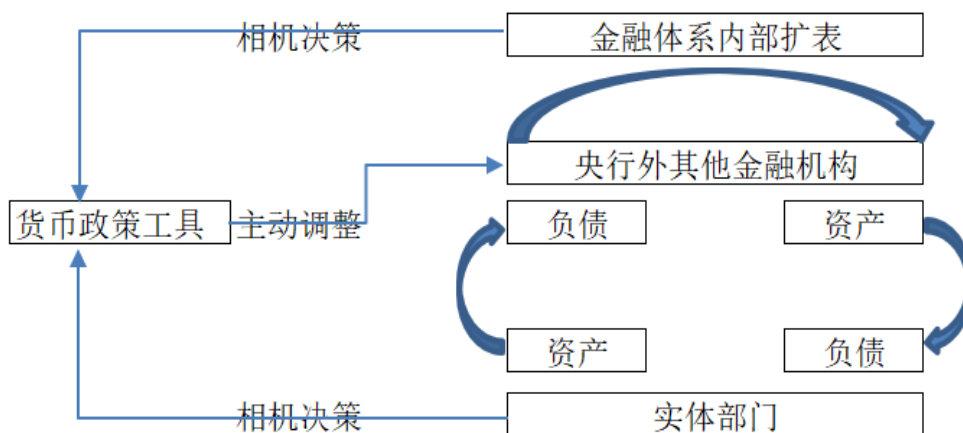 相机决策
金融体系内部扩表
央行外其他金融机构
货币政策工具
主动调整
负债
资产
资产
负债
相机决策
实体部门